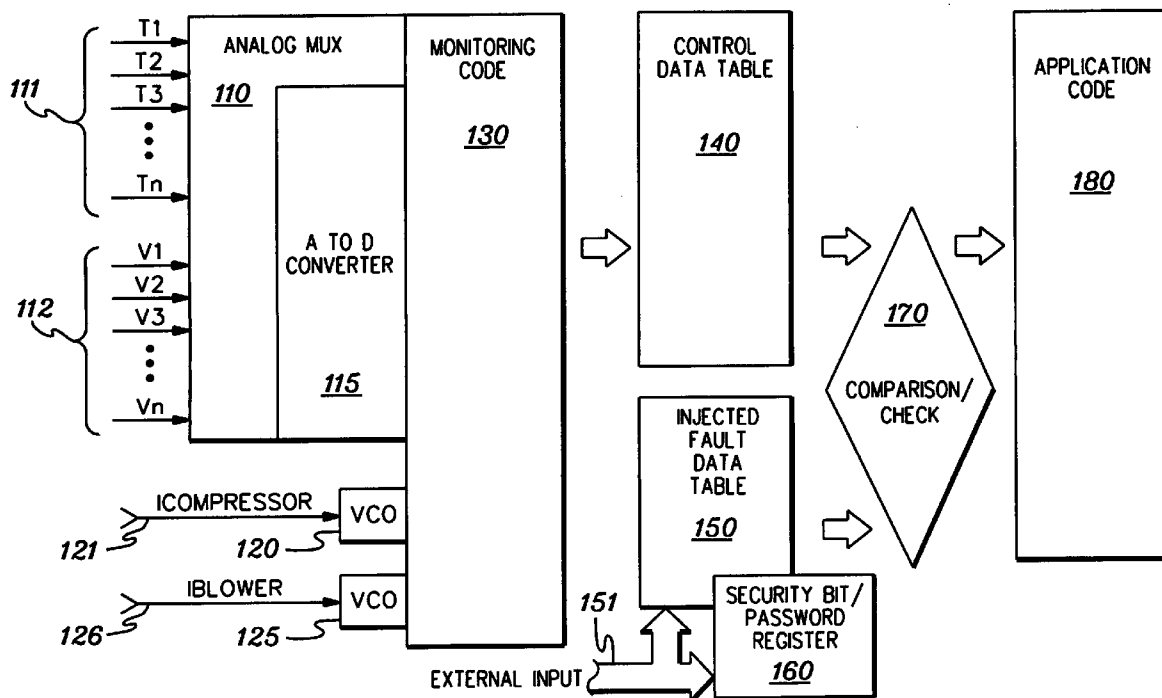 T1
T2
T3
Tn
111
V1
V2
V3
Vn
112
ANALOG MUX
110
A TO D
CONVERTER
115
MONITORING
CODE
130
ICOMPRESSOR
121
VCO
120
IBLOWER
126
VCO
125
CONTROL
DATA TABLE
140
INJECTED
FAULT
DATA
TABLE
150
SECURITY BIT/
PASSWORD
REGISTER
160
151
EXTERNAL INPUT
170
COMPARISON/
CHECK
APPLICATION
CODE
180